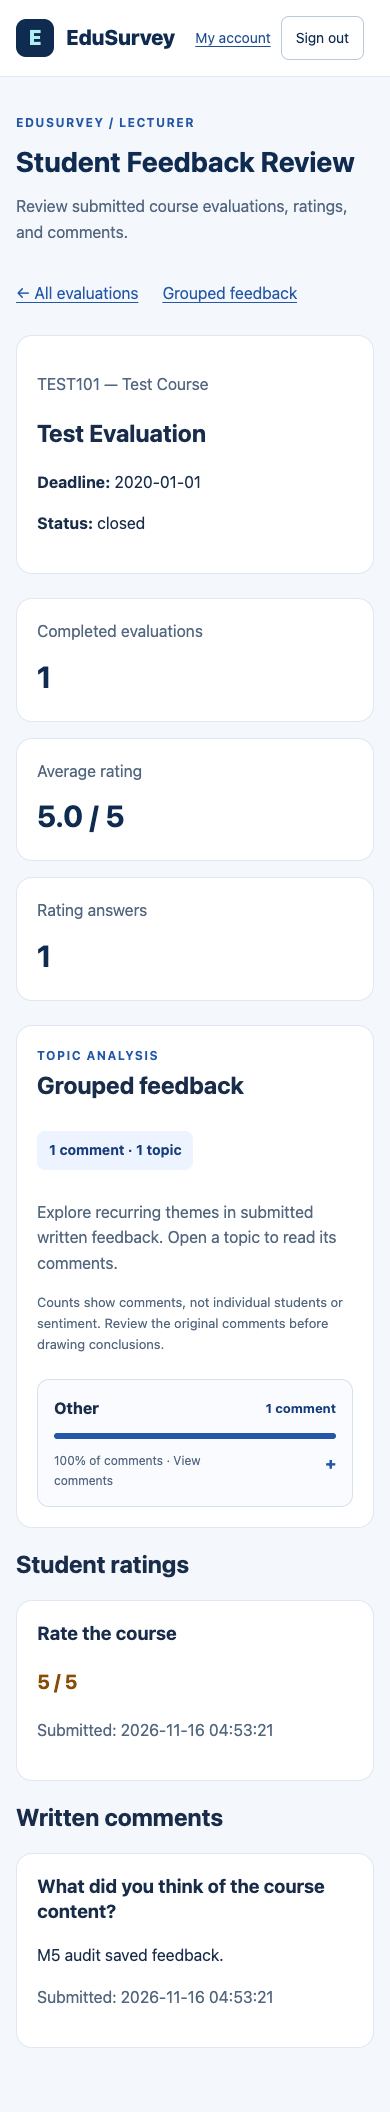 E EduSurvey My account Sign out
EDUSURVEY / LECTURER
Student Feedback Review
Review submitted course evaluations, ratings,
and comments.
← All evaluations Grouped feedback
TEST101 — Test Course
Test Evaluation
Deadline: 2020-01-01
Status: closed
Completed evaluations
1
Average rating
5.0 / 5
Rating answers
1
TOPIC ANALYSIS
Grouped feedback
1 comment · 1 topic
Explore recurring themes in submitted
written feedback. Open a topic to read its
comments.
Counts show comments, not individual students or
sentiment. Review the original comments before
drawing conclusions.
Other 1 comment
100% of comments · View
comments
+
Student ratings
Rate the course
5 / 5
Submitted: 2026-11-16 04:53:21
Written comments
What did you think of the course
content?
M5 audit saved feedback.
Submitted: 2026-11-16 04:53:21